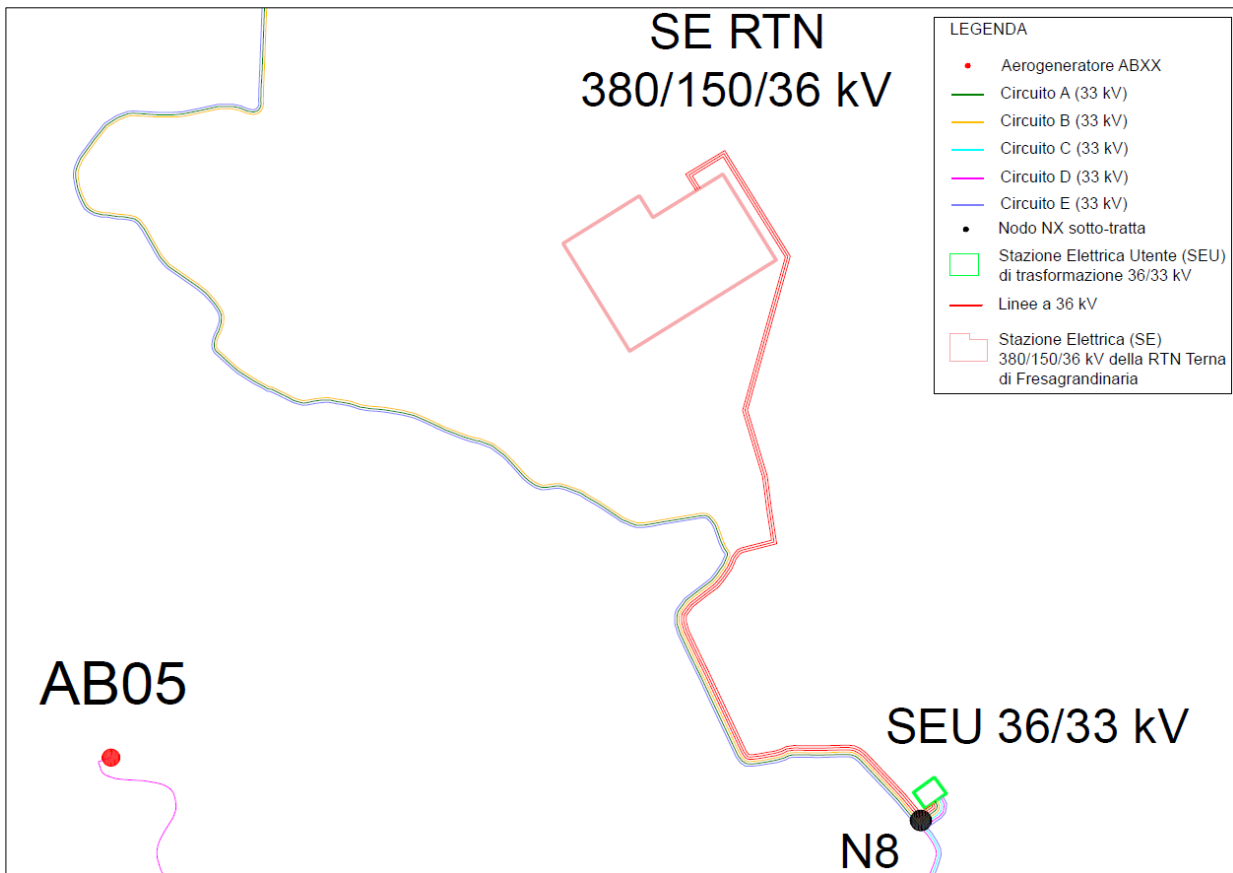 SE RTN
380/150/36 kV
LEGENDA
Aerogeneratore ABXX
Circuito A (33 kV)
Circuito B (33 kV)
Circuito C (33 kV)
Circuito D (33 kV)
Circuito E (33 kV)
Nodo NX sotto-tratta
Stazione Elettrica Utente (SEU)
di trasformazione 36/33 kV
Linee a 36 kV
Stazione Elettrica (SE)
380/150/36 kV della RTN Terna
di Fresagrandinaria
AB05
SEU 36/33 kV
N8